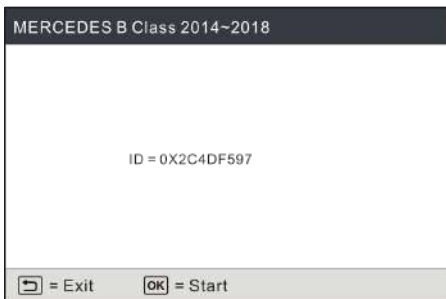 MERCEDES B Class 2014~2018
ID = 0X2C4DF597
= Exit OK = Start